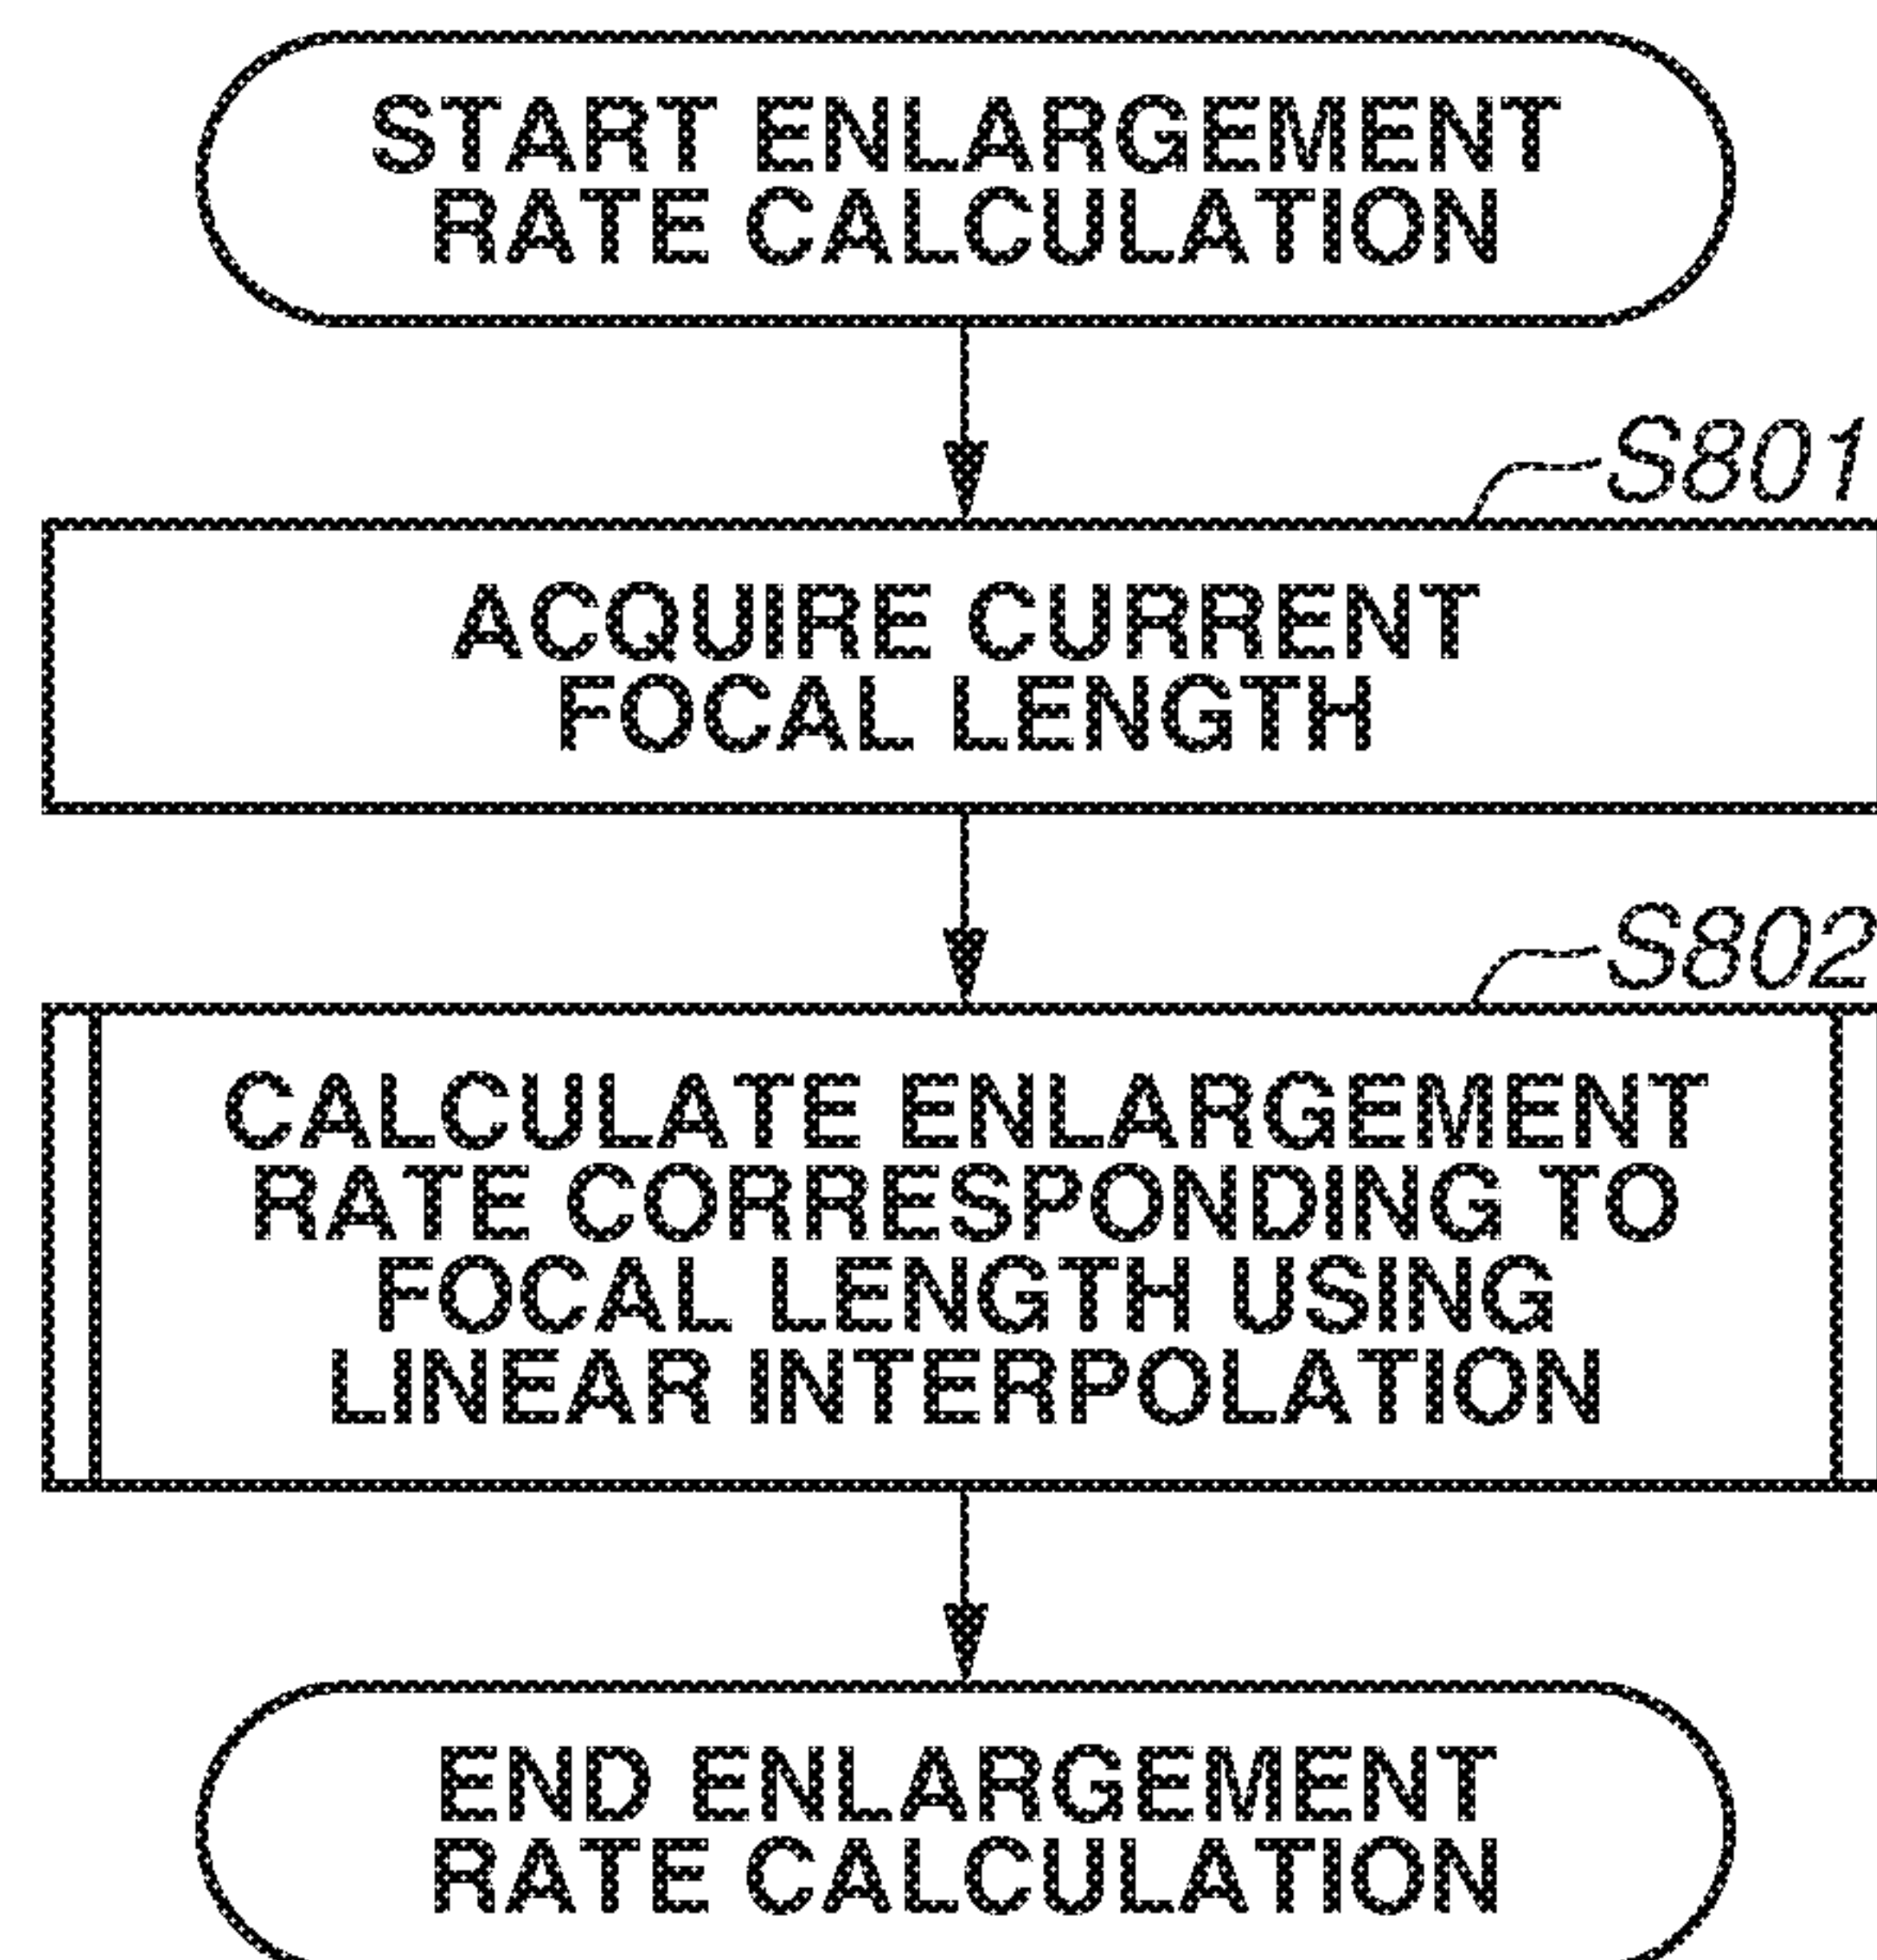 START ENLARGEMENT
RATE CALCULATION
S801
ACQUIRE CURRENT
FOCAL LENGTH
S802
CALCULATE ENLARGEMENT
RATE CORRESPONDING TO
FOCAL LENGTH USING
LINEAR INTERPOLATION
END ENLARGEMENT
RATE CALCULATION